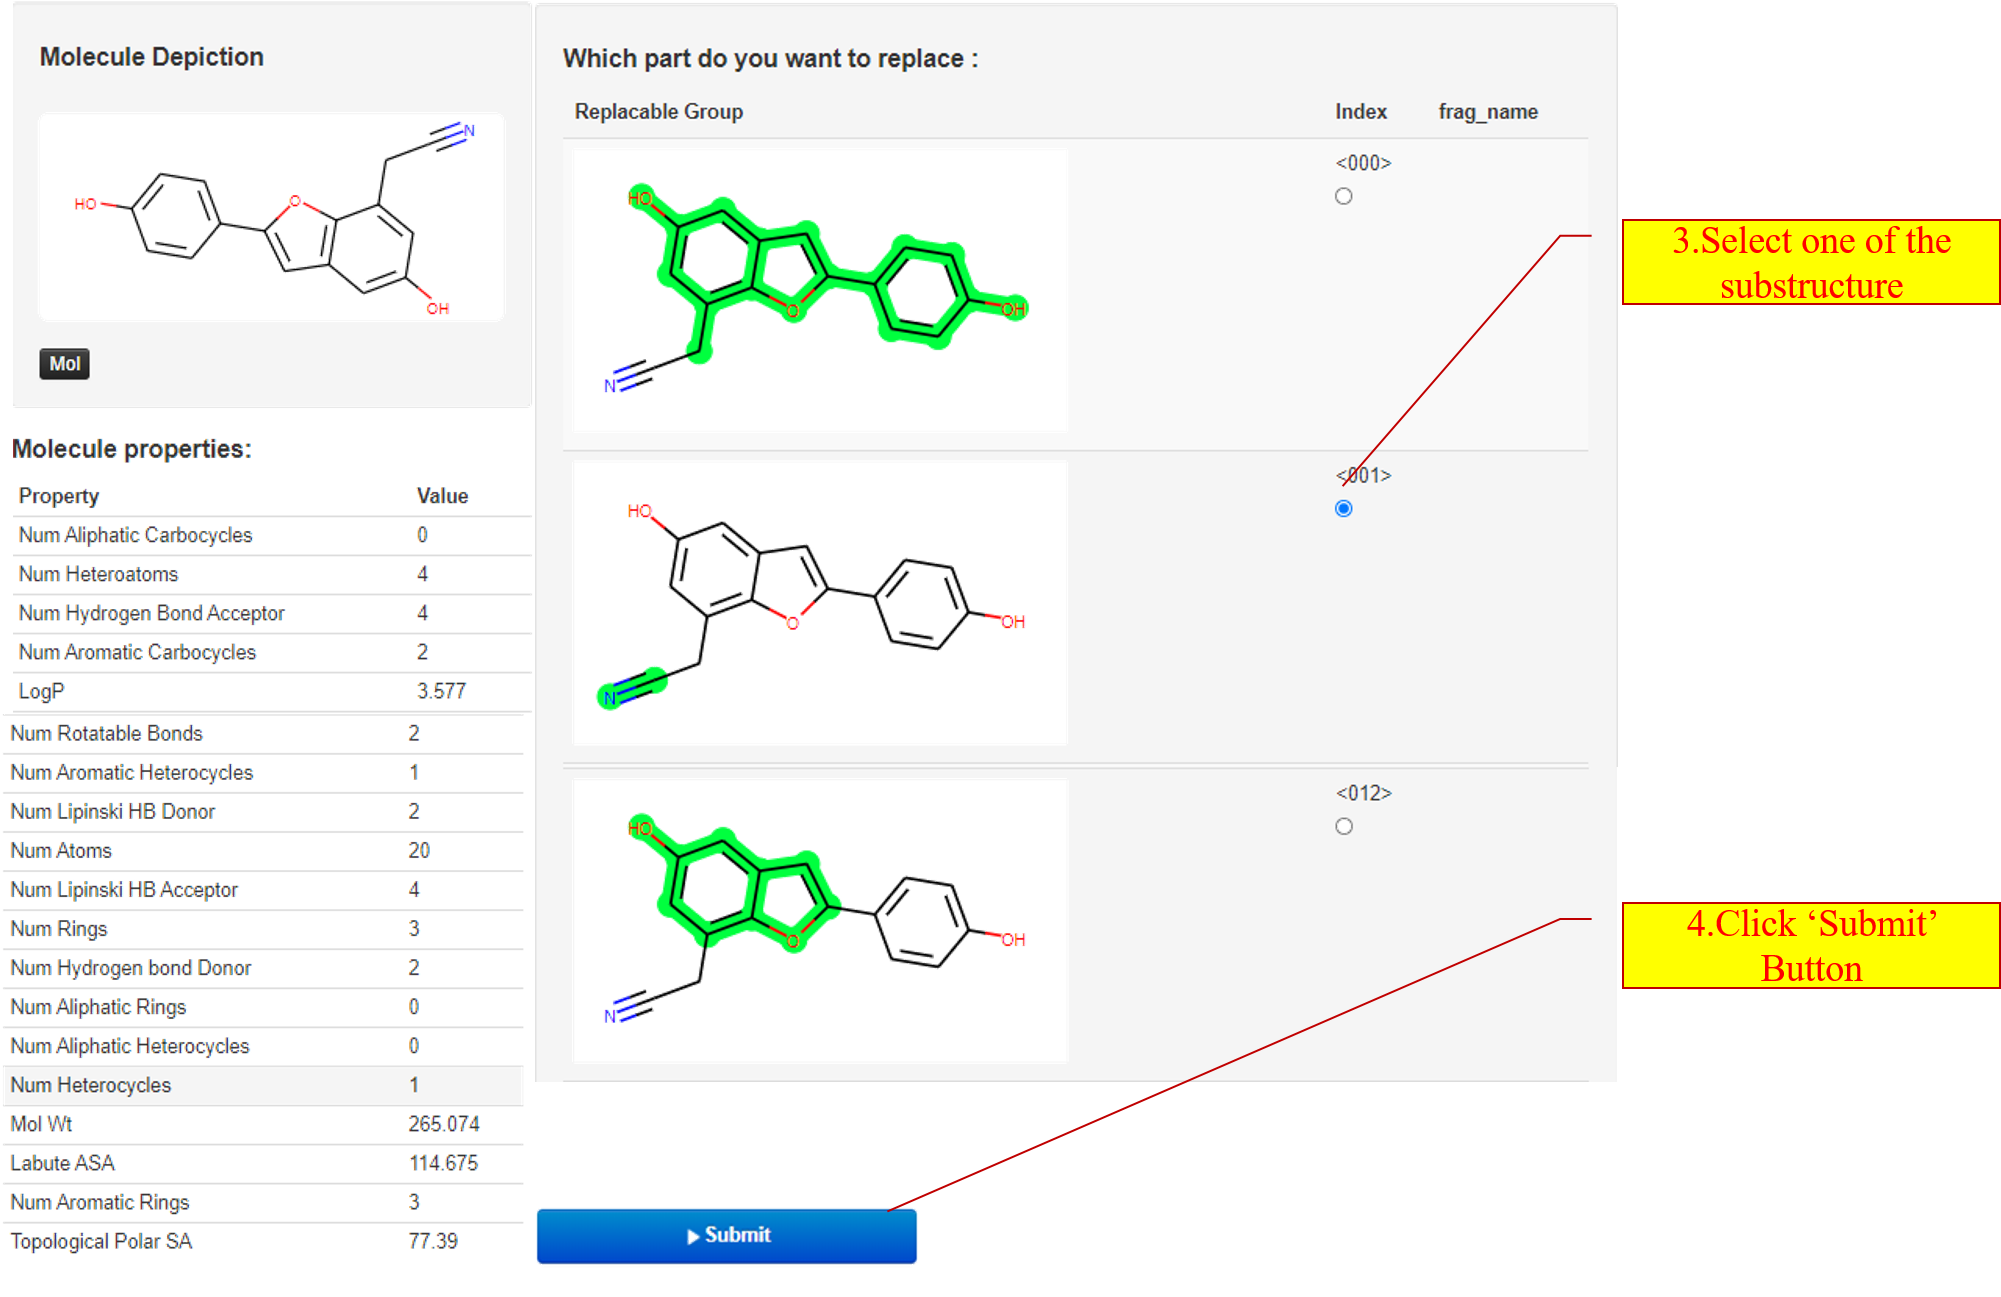 Molecule Depiction
HO
O
N
OH
Mol
Molecule properties:
Property Value
Num Aliphatic Carbocycles 0
Num Heteroatoms 4
Num Hydrogen Bond Acceptor 4
Num Aromatic Carbocycles 2
LogP 3.577
Num Rotatable Bonds 2
Num Aromatic Heterocycles 1
Num Lipinski HB Donor 2
Num Atoms 20
Num Lipinski HB Acceptor 4
Num Rings 3
Num Hydrogen bond Donor 2
Num Aliphatic Rings 0
Num Aliphatic Heterocycles 0
Num Heterocycles 1
Mol Wt 265.074
Labute ASA 114.675
Num Aromatic Rings 3
Topological Polar SA 77.39
Which part do you want to replace :
Replacable Group Index frag_name
<000>
HO
O
OH
N
<001>
HO
O
OH
N
<012>
HO
O
OH
N
Submit
3.Select one of the
substructure
4.Click ‘Submit’
Button